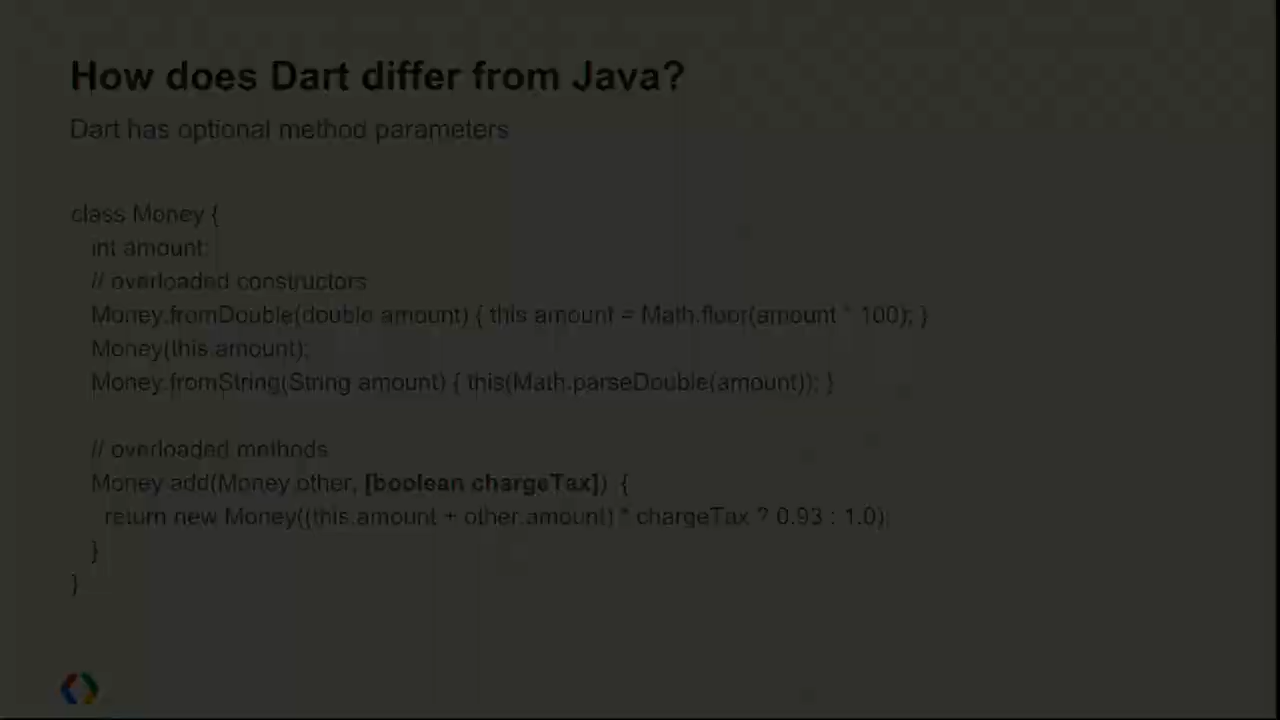 How does Dart differ from Java?
Dart has optional method parameters
class Money {
int amount;
// overloaded constructors
Money.fromDouble(double amount) { this amount = Math.floor(amount * 100); }
Money(this.amount);
Money.fromString(String amount) { this(Math.parseDouble(amount)); }
// overloaded methods
Money add(Money other, [boolean chargeTax]) {
return new Money((this.amount + other.amount) * chargeTax ? 0.93 : 1.0);
}
}